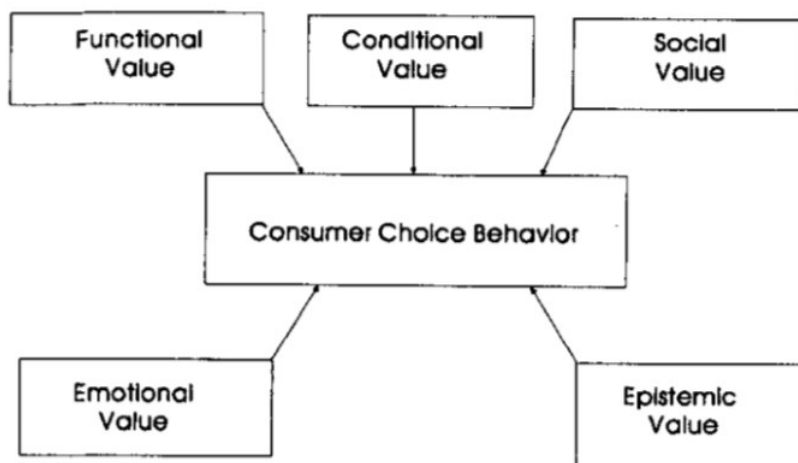 Functional
Value
Conditional
Value
Social
Value
Consumer Choice Behavior
Emotional
Value
Epistemic
Value